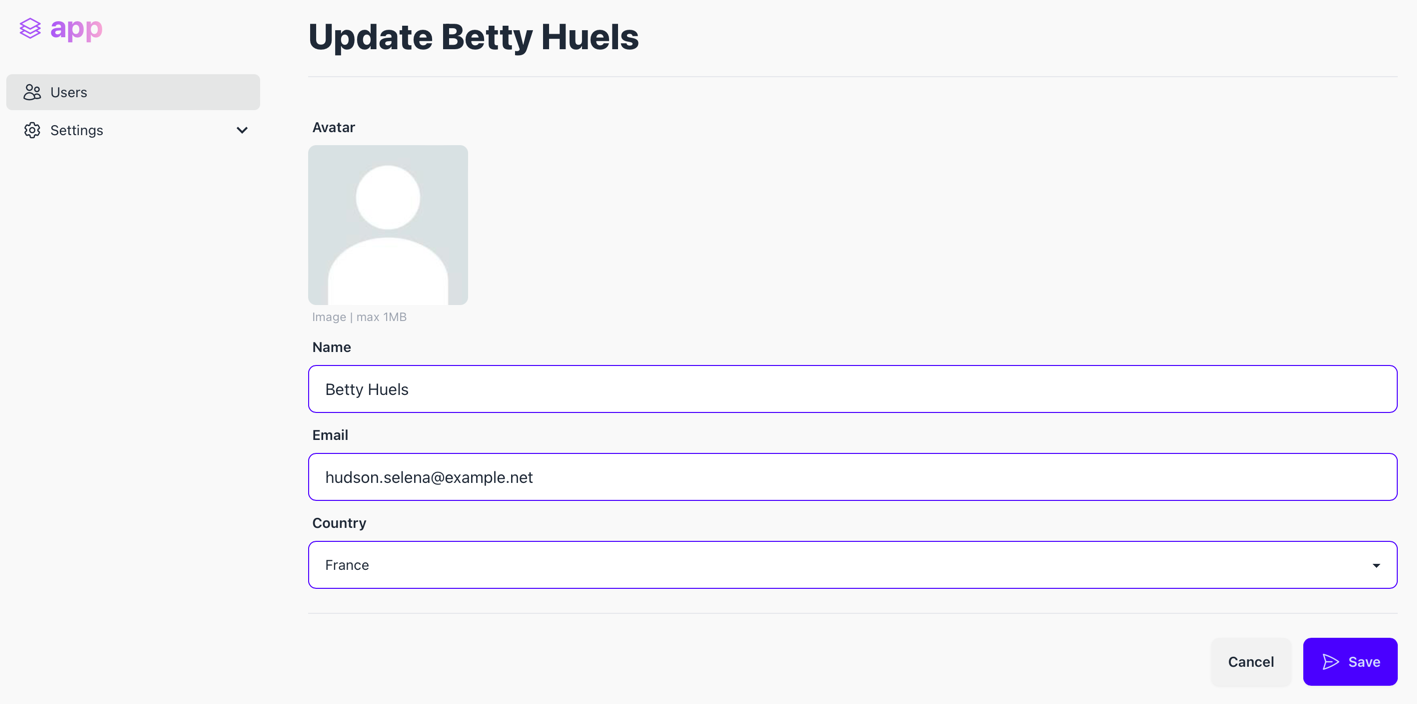 app
Users
Settings
Update Betty Huels
Avatar
Image | max 1MB
Name
Betty Huels
Email
hudson.selena@example.net
Country
France
Cancel
Save